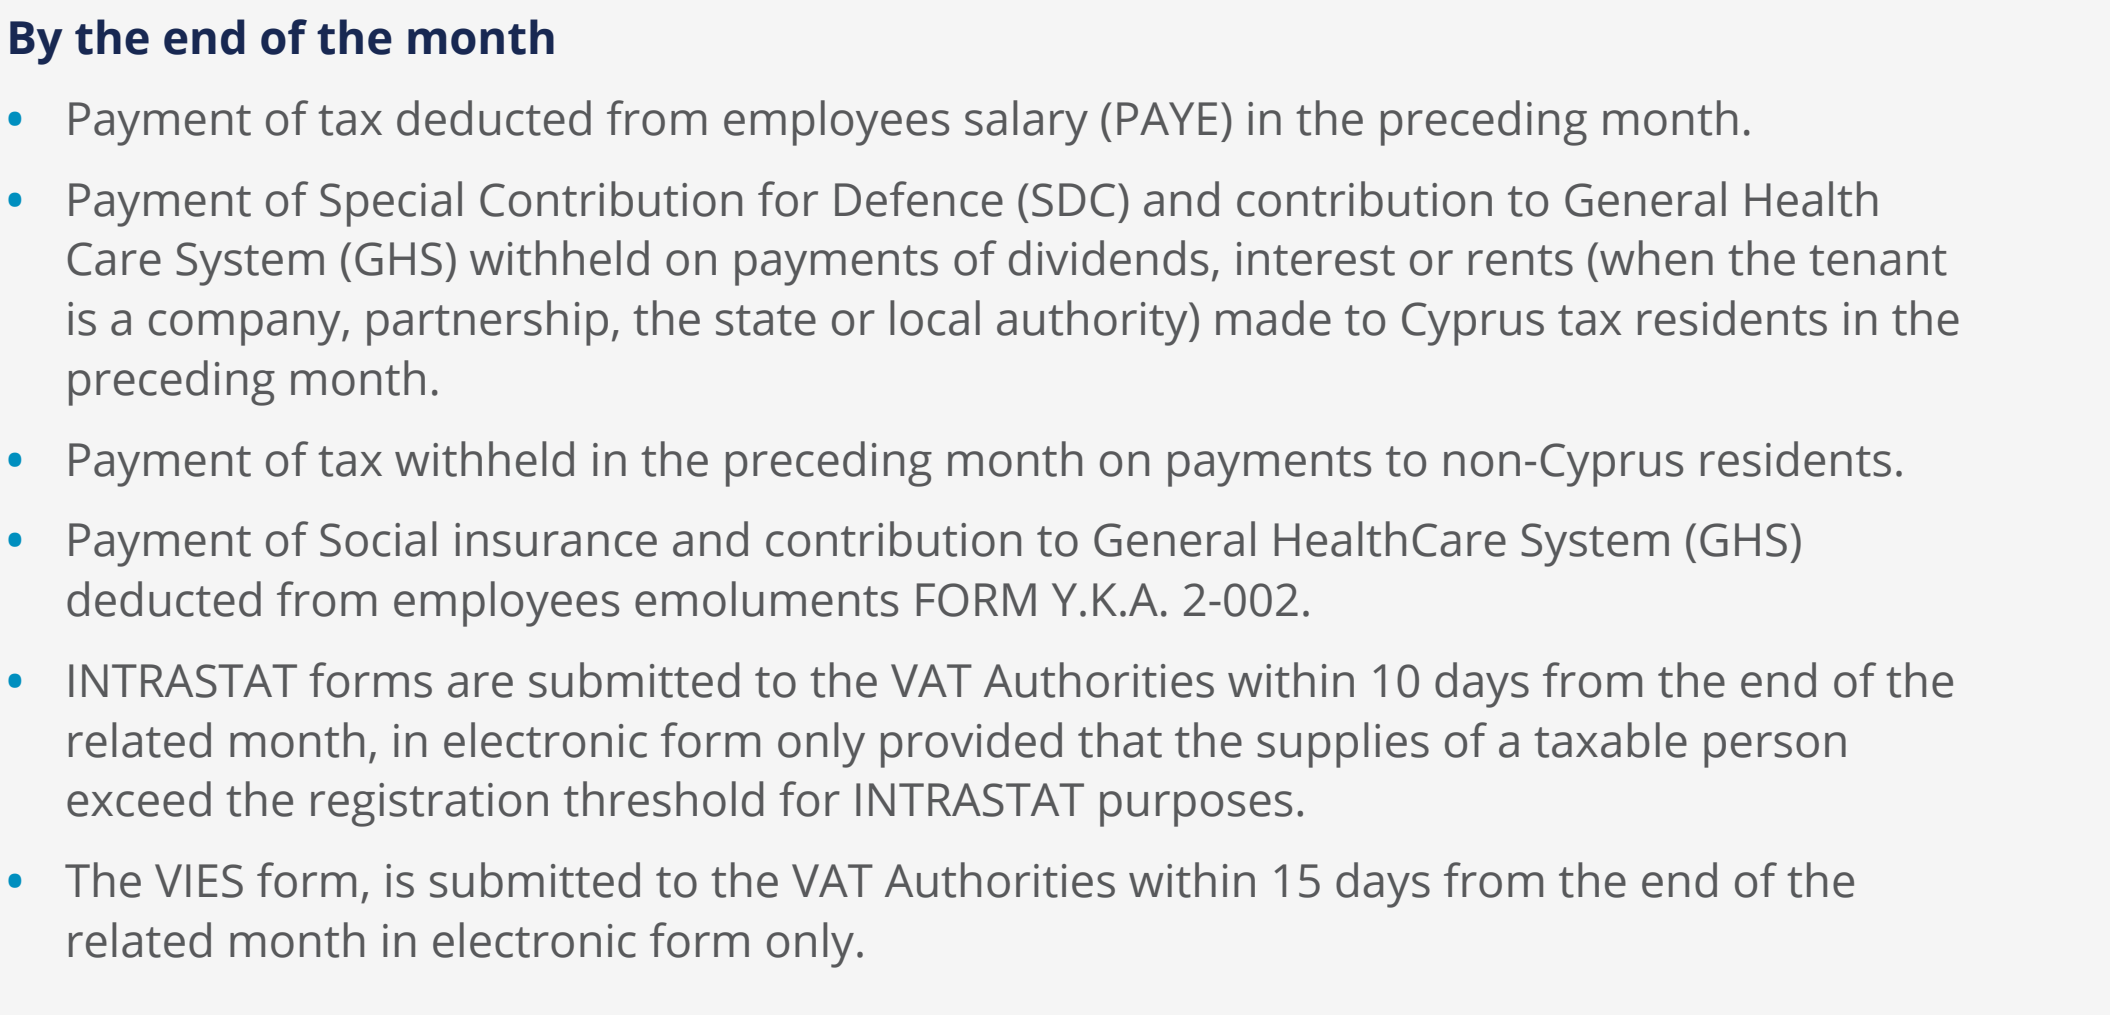 By the end of the month
• Payment of tax deducted from employees salary (PAYE) in the preceding month.
• Payment of Special Contribution for Defence (SDC) and contribution to General Health
Care System (GHS) withheld on payments of dividends, interest or rents (when the tenant
is a company, partnership, the state or local authority) made to Cyprus tax residents in the
preceding month.
• Payment of tax withheld in the preceding month on payments to non-Cyprus residents.
• Payment of Social insurance and contribution to General HealthCare System (GHS)
deducted from employees emoluments FORM Y.K.A. 2-002.
• INTRASTAT forms are submitted to the VAT Authorities within 10 days from the end of the
related month, in electronic form only provided that the supplies of a taxable person
exceed the registration threshold for INTRASTAT purposes.
• The VIES form, is submitted to the VAT Authorities within 15 days from the end of the
related month in electronic form only.